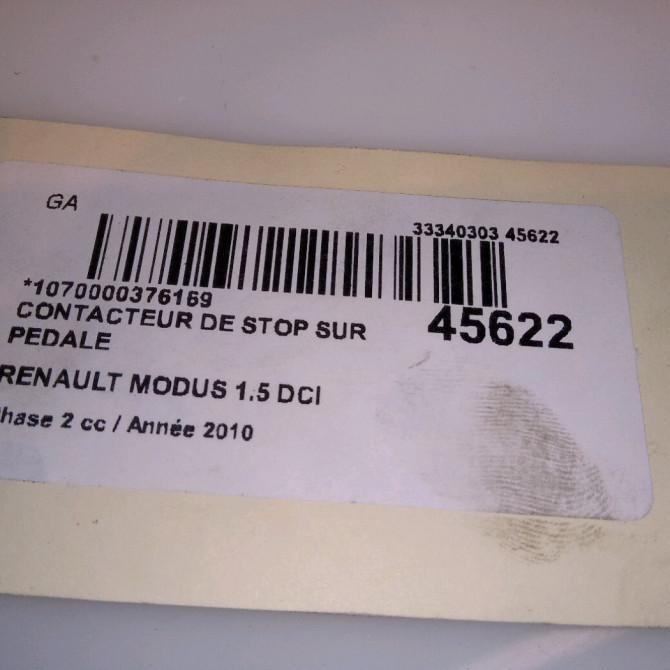 GA
33340303 45622
*1070000376169
CONTACTEUR DE STOP SUR
PEDALE
45622
RENAULT MODUS 1.5 DCI
hase 2 cc / Année 2010